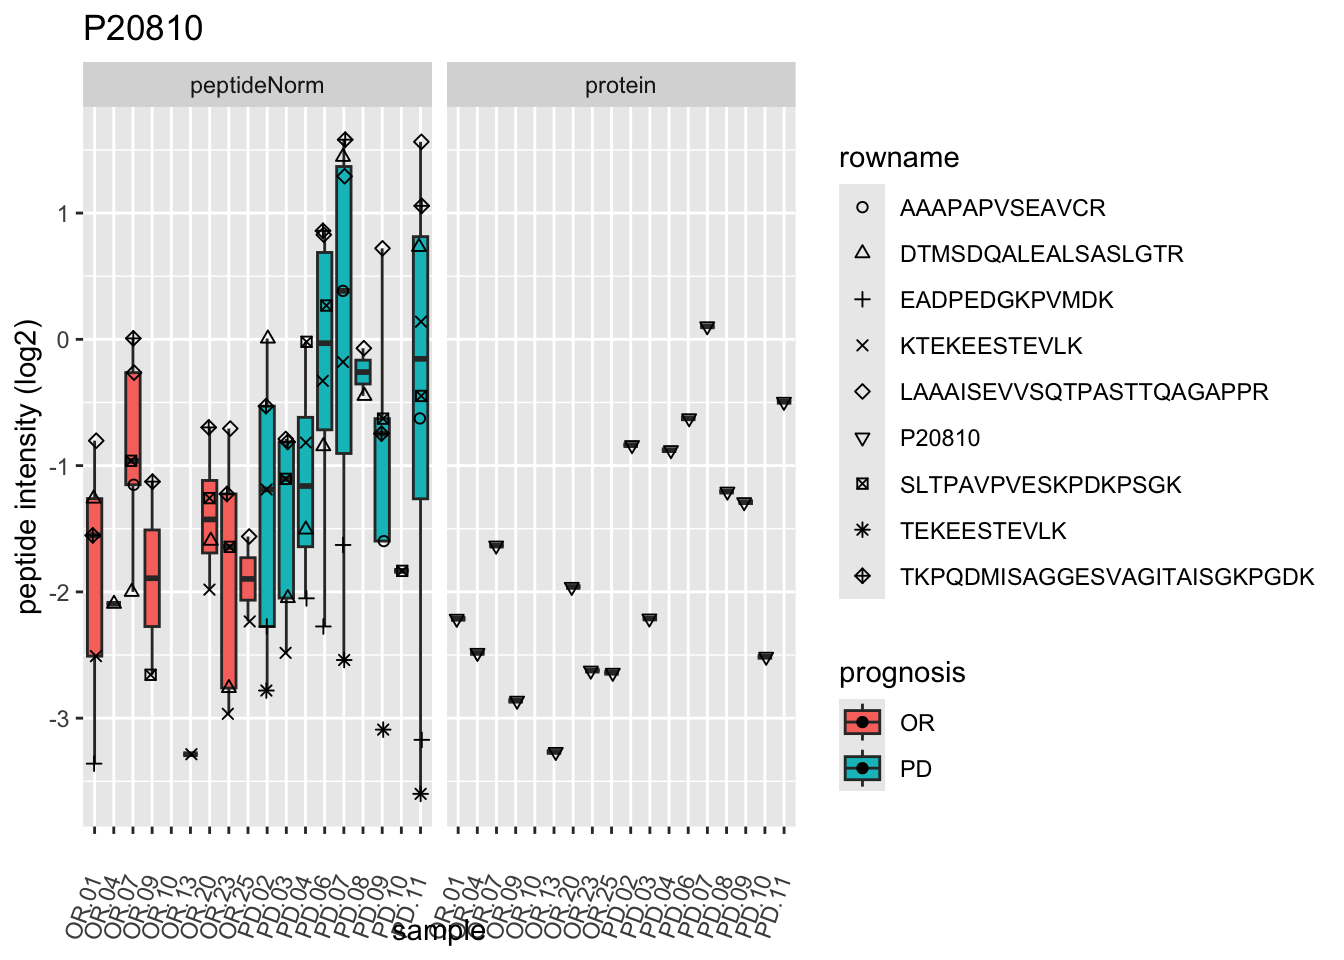 P20810
peptideNorm
protein
peptide intensity (log2)
1
0
-1
-2
-3
OR.01
OR.04
OR.07
OR.09
OR.10
OR.13
OR.20
OR.23
OR.25
PD.02
PD.03
PD.04
PD.06
PD.07
PD.08
PD.09
PD.10
PD.11
OR.01
OR.04
OR.07
OR.09
OR.10
OR.13
OR.20
OR.23
OR.25
PD.02
PD.03
PD.04
PD.06
PD.07
PD.08
PD.09
PD.10
PD.11
sample
rowname
AAAPAPVSEAVCR
DTMSDQALEALSASLGTR
EADPEDGKPVMDK
KTEKEESTEVLK
LAAAISEVVSQTPASTTQAGAPPR
P20810
SLTPAVPVESKPDKPSGK
TEKEESTEVLK
TKPQDMISAGGESVAGITAISGKPGDK
prognosis
OR
PD